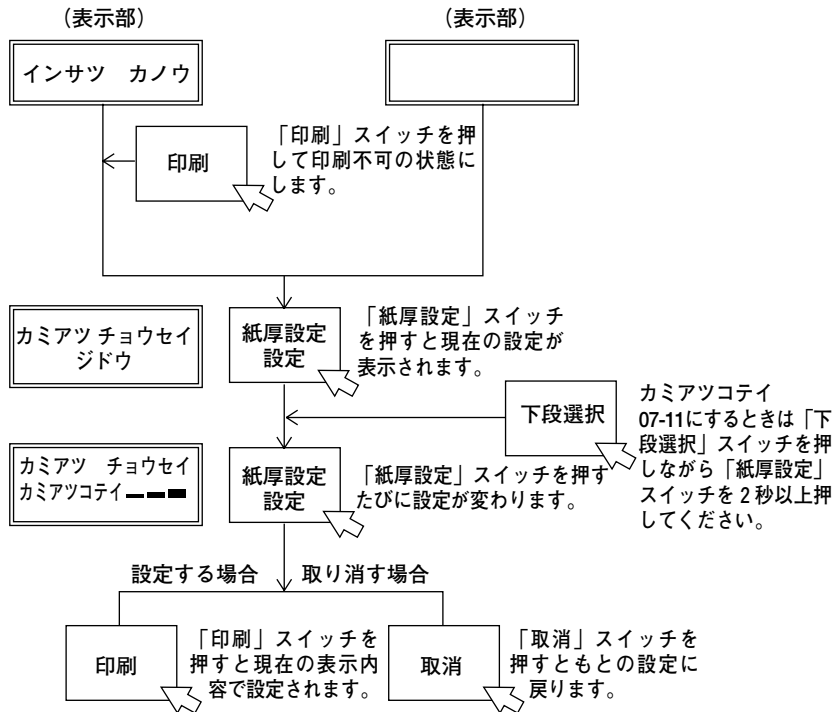 (表示部)
(表示部)
インサツ カノウ
印刷
「印刷」スイッチを押
して印刷不可の状態に
します。
カミアツ チョウセイ
ジドウ
紙厚設定
設定
「紙厚設定」スイッチ
を押すと現在の設定が
表示されます。
下段選択
カミアツコテイ
07-11にするときは「下
段選択」スイッチを押
しながら「紙厚設定」
スイッチを2秒以上押
してください。
カミアツ チョウセイ
カミアツコテイ
紙厚設定
設定
「紙厚設定」スイッチを押す
たびに設定が変わります。
設定する場合
取り消す場合
印刷
「印刷」スイッチを
押すと現在の表示内
容で設定されます。
取消
「取消」スイッチを
押すともとの設定に
戻ります。